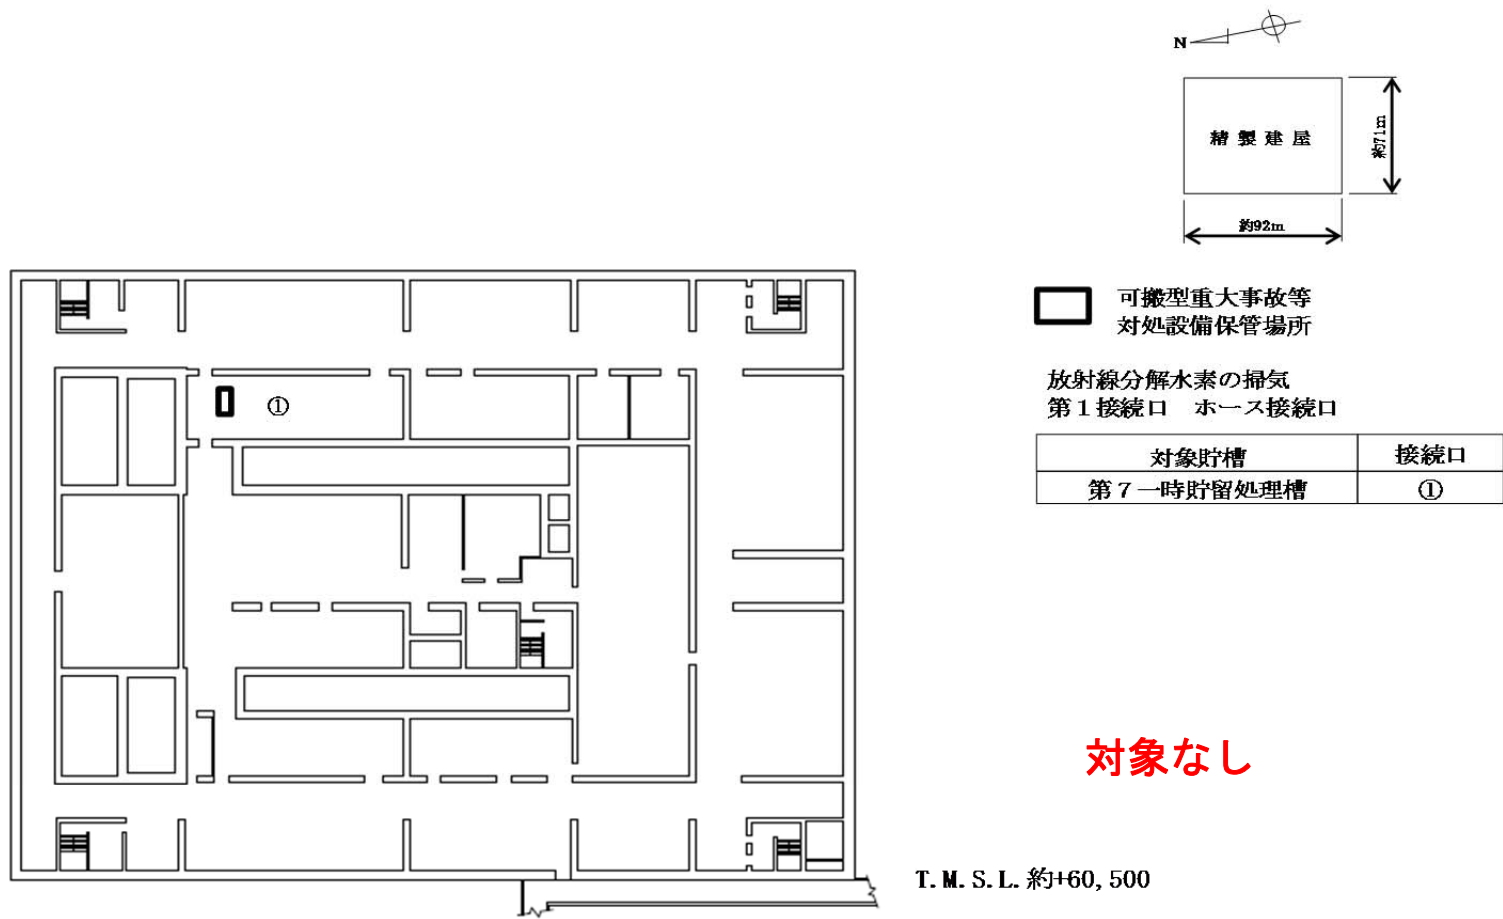 N
精製建屋
約71m
約92m
可搬型重大事故等
対処設備保管場所
放射線分解水素の掃気
第1接続口　ホース接続口
対象貯槽　接続口
第7一時貯留処理槽　①
①
対象なし
T.M.S.L.約+60,500